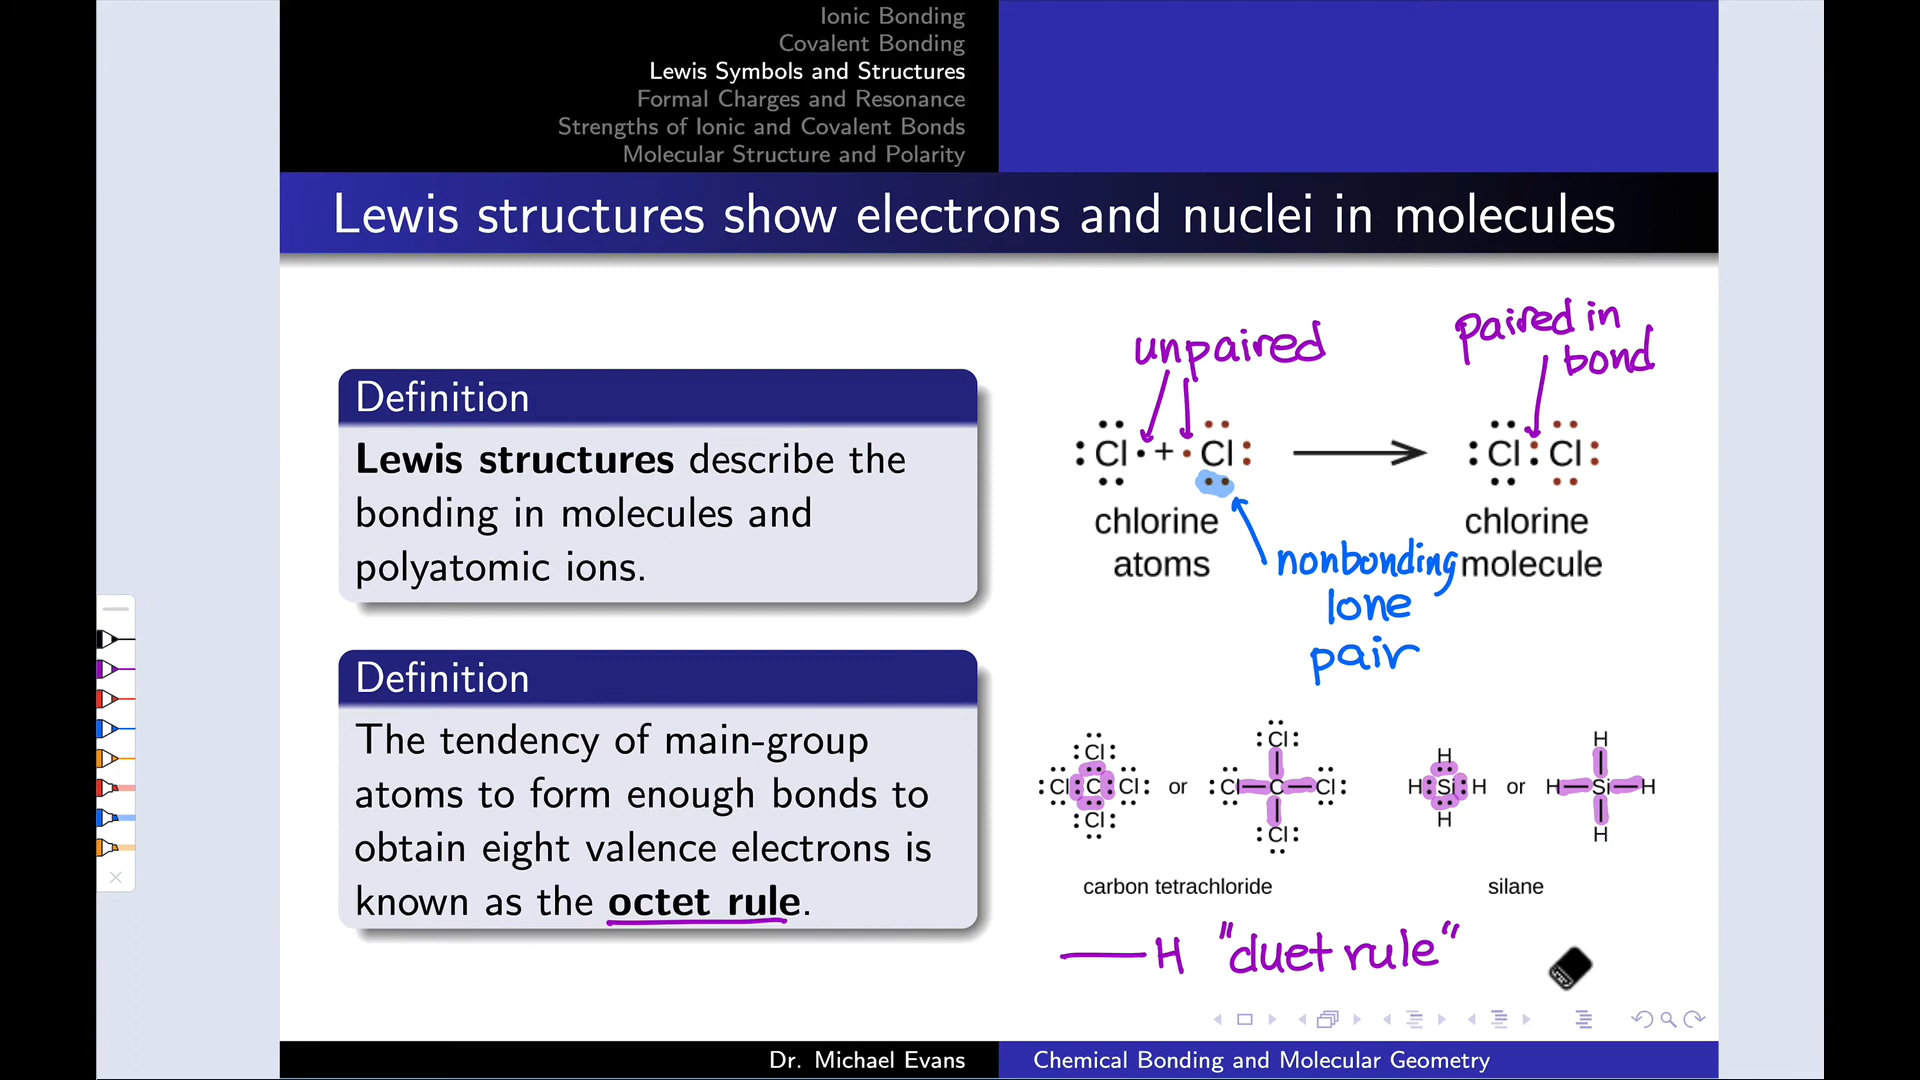 Ionic Bonding
Covalent Bonding
Lewis Symbols and Structures
Formal Charges and Resonance
Strengths of Ionic and Covalent Bonds
Molecular Structure and Polarity
Lewis structures show electrons and nuclei in molecules
Definition
Lewis structures describe the
bonding in molecules and
polyatomic ions.
Definition
The tendency of main-group
atoms to form enough bonds to
obtain eight valence electrons is
known as the octet rule.
unpaired
paired in
bond
Cl + Cl
Cl Cl
chlorine
atoms
chlorine
molecule
nonbonding
lone
pair
Cl
Cl C Cl
Cl
or
Cl
Cl—C—Cl
Cl
carbon tetrachloride
H
H Si H
H
or
H
H—Si—H
H
silane
—H "duet rule"
Dr. Michael Evans
Chemical Bonding and Molecular Geometry